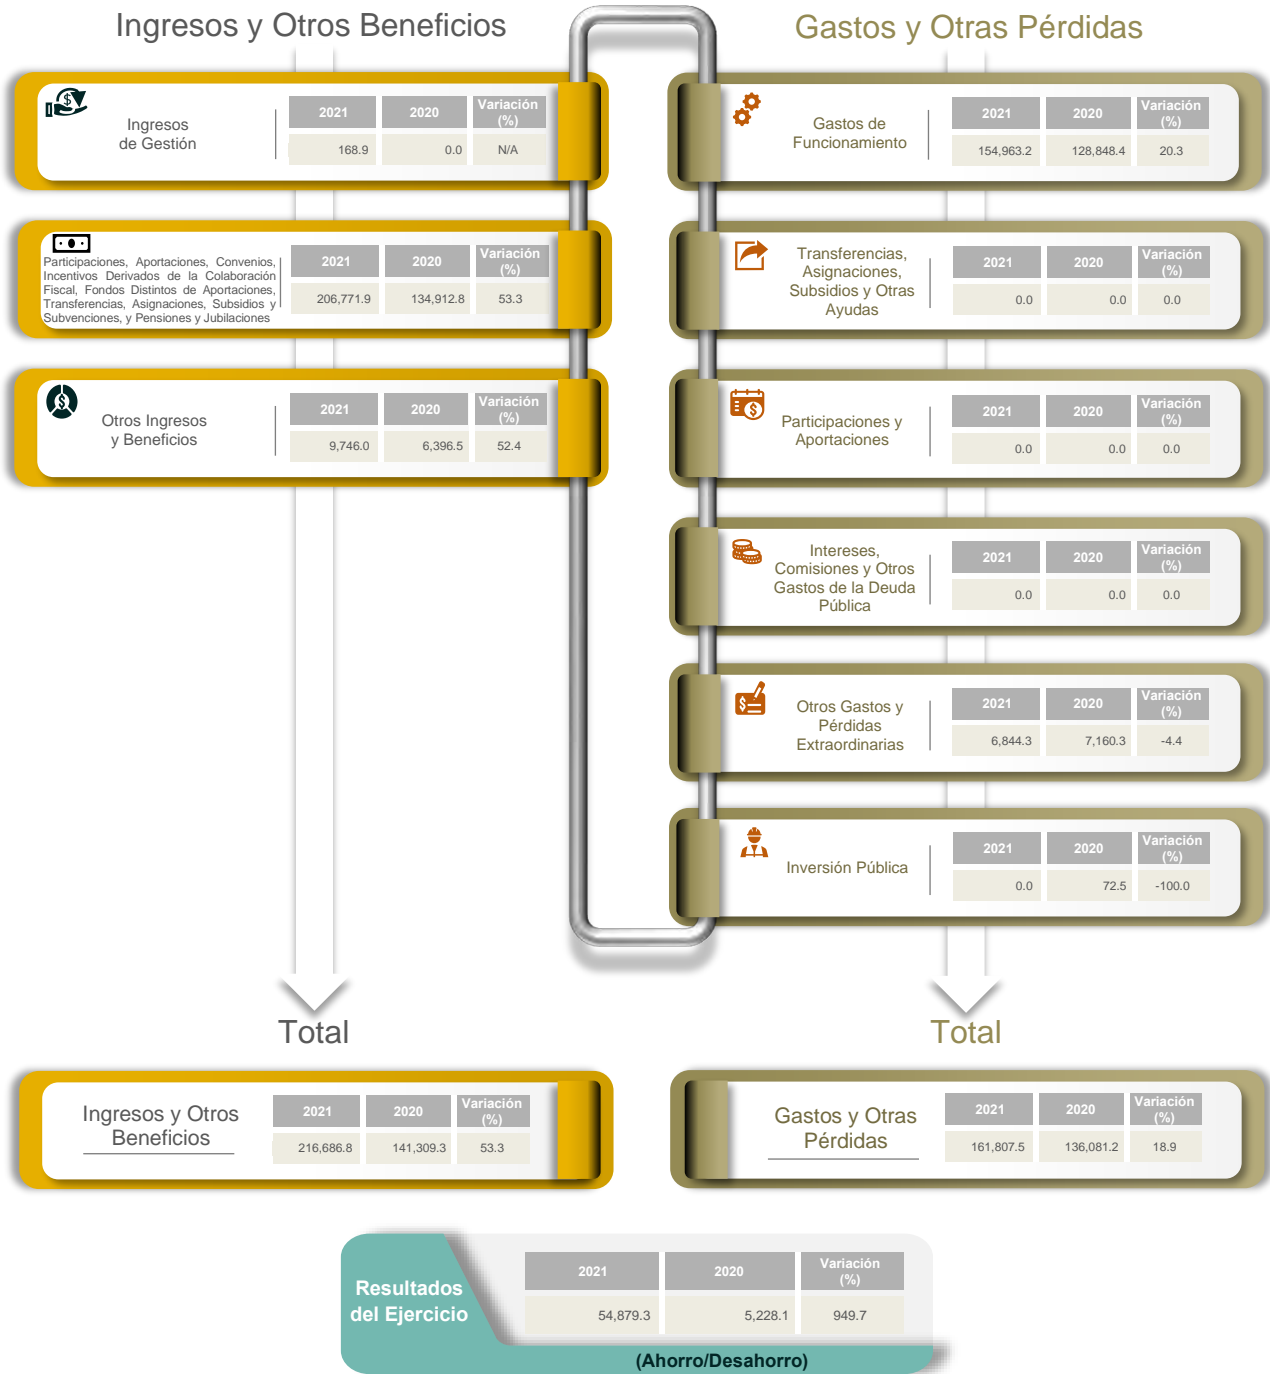 Ingresos y Otros Beneficios
Ingresos
de Gestión
2021 2020 Variación
(%)
168.9 0.0 N/A
Participaciones, Aportaciones, Convenios,
Incentivos Derivados de la Colaboración
Fiscal, Fondos Distintos de Aportaciones,
Transferencias, Asignaciones, Subsidios y
Subvenciones, y Pensiones y Jubilaciones
2021 2020 Variación
(%)
206,771.9 134,912.8 53.3
Otros Ingresos
y Beneficios
2021 2020 Variación
(%)
9,746.0 6,396.5 52.4
Total
Ingresos y Otros
Beneficios
2021 2020 Variación
(%)
216,686.8 141,309.3 53.3
Gastos y Otras Pérdidas
Gastos de
Funcionamiento
2021 2020 Variación
(%)
154,963.2 128,848.4 20.3
Transferencias,
Asignaciones,
Subsidios y Otras
Ayudas
2021 2020 Variación
(%)
0.0 0.0 0.0
Participaciones y
Aportaciones
2021 2020 Variación
(%)
0.0 0.0 0.0
Intereses,
Comisiones y Otros
Gastos de la Deuda
Pública
2021 2020 Variación
(%)
0.0 0.0 0.0
Otros Gastos y
Pérdidas
Extraordinarias
2021 2020 Variación
(%)
6,844.3 7,160.3 -4.4
Inversión Pública
2021 2020 Variación
(%)
0.0 72.5 -100.0
Total
Gastos y Otras
Pérdidas
2021 2020 Variación
(%)
161,807.5 136,081.2 18.9
Resultados
del Ejercicio
2021 2020 Variación
(%)
54,879.3 5,228.1 949.7
(Ahorro/Desahorro)